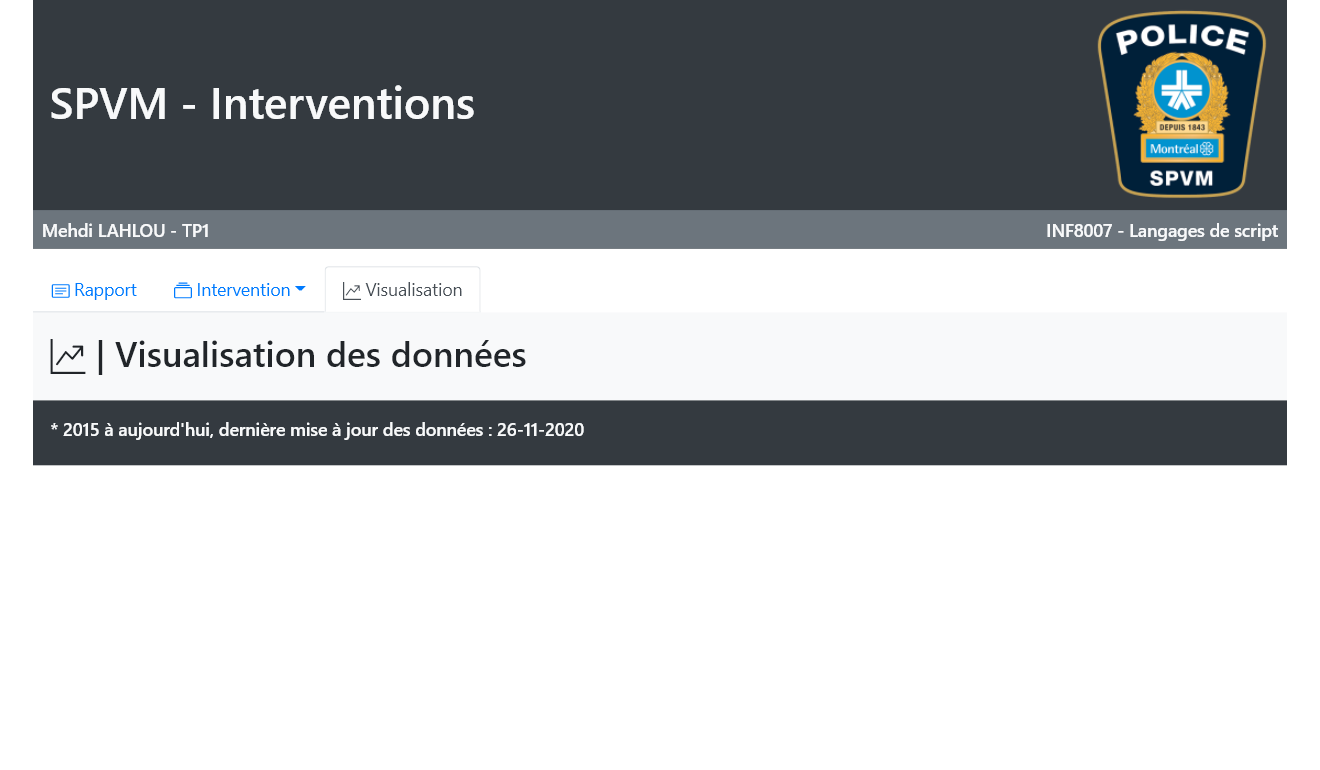 SPVM - Interventions
POLICE
DEPUIS 1843
Montréal
SPVM
Mehdi LAHLOU - TP1
INF8007 - Langages de script
Rapport
Intervention
Visualisation
| Visualisation des données
* 2015 à aujourd'hui, dernière mise à jour des données : 26-11-2020